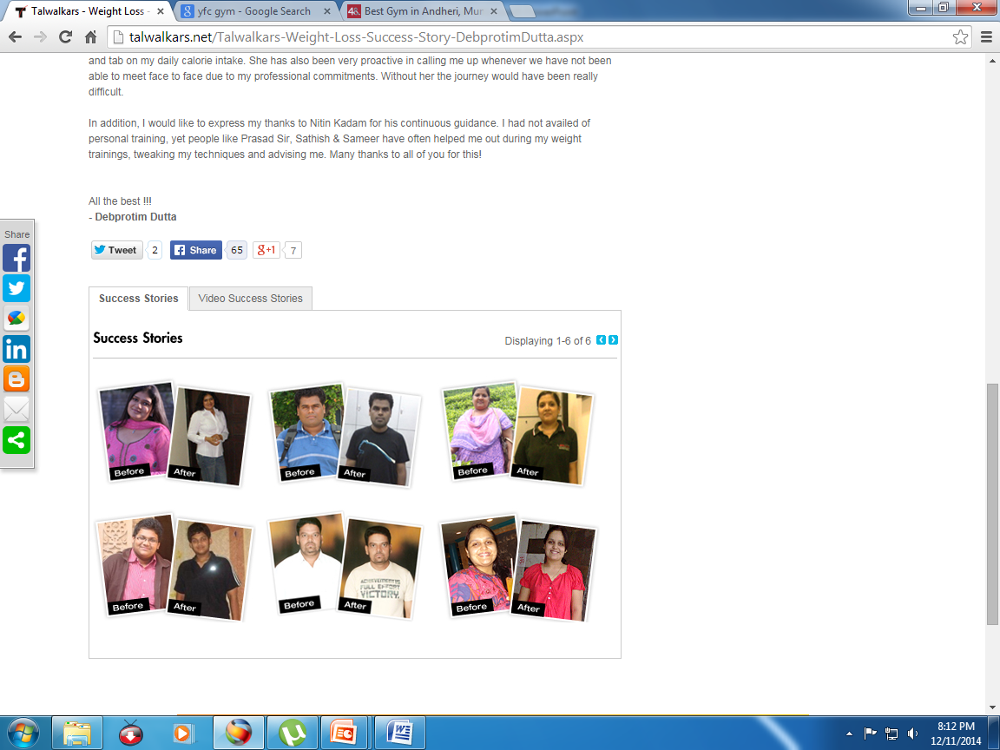 Talwalkars - Weight Loss -
yfc gym - Google Search
Best Gym in Andheri, Mun
talwalkars.net/Talwalkars-Weight-Loss-Success-Story-DebprotimDutta.aspx
and tab on my daily calorie intake. She has also been very proactive in calling me up whenever we have not been
able to meet face to face due to my professional commitments. Without her the journey would have been really
difficult.
In addition, I would like to express my thanks to Nitin Kadam for his continuous guidance. I had not availed of
personal training, yet people like Prasad Sir, Sathish & Sameer have often helped me out during my weight
trainings, tweaking my techniques and advising me. Many thanks to all of you for this!
All the best !!!
- Debprotim Dutta
Share
Tweet 2 Share 65 +1 7
Success Stories Video Success Stories
Success Stories Displaying 1-6 of 6
Before After Before After Before After
ACHIEVEMENT IS
FULL EFFORT
VICTORY.
Before After Before After Before After
8:12 PM
12/11/2014